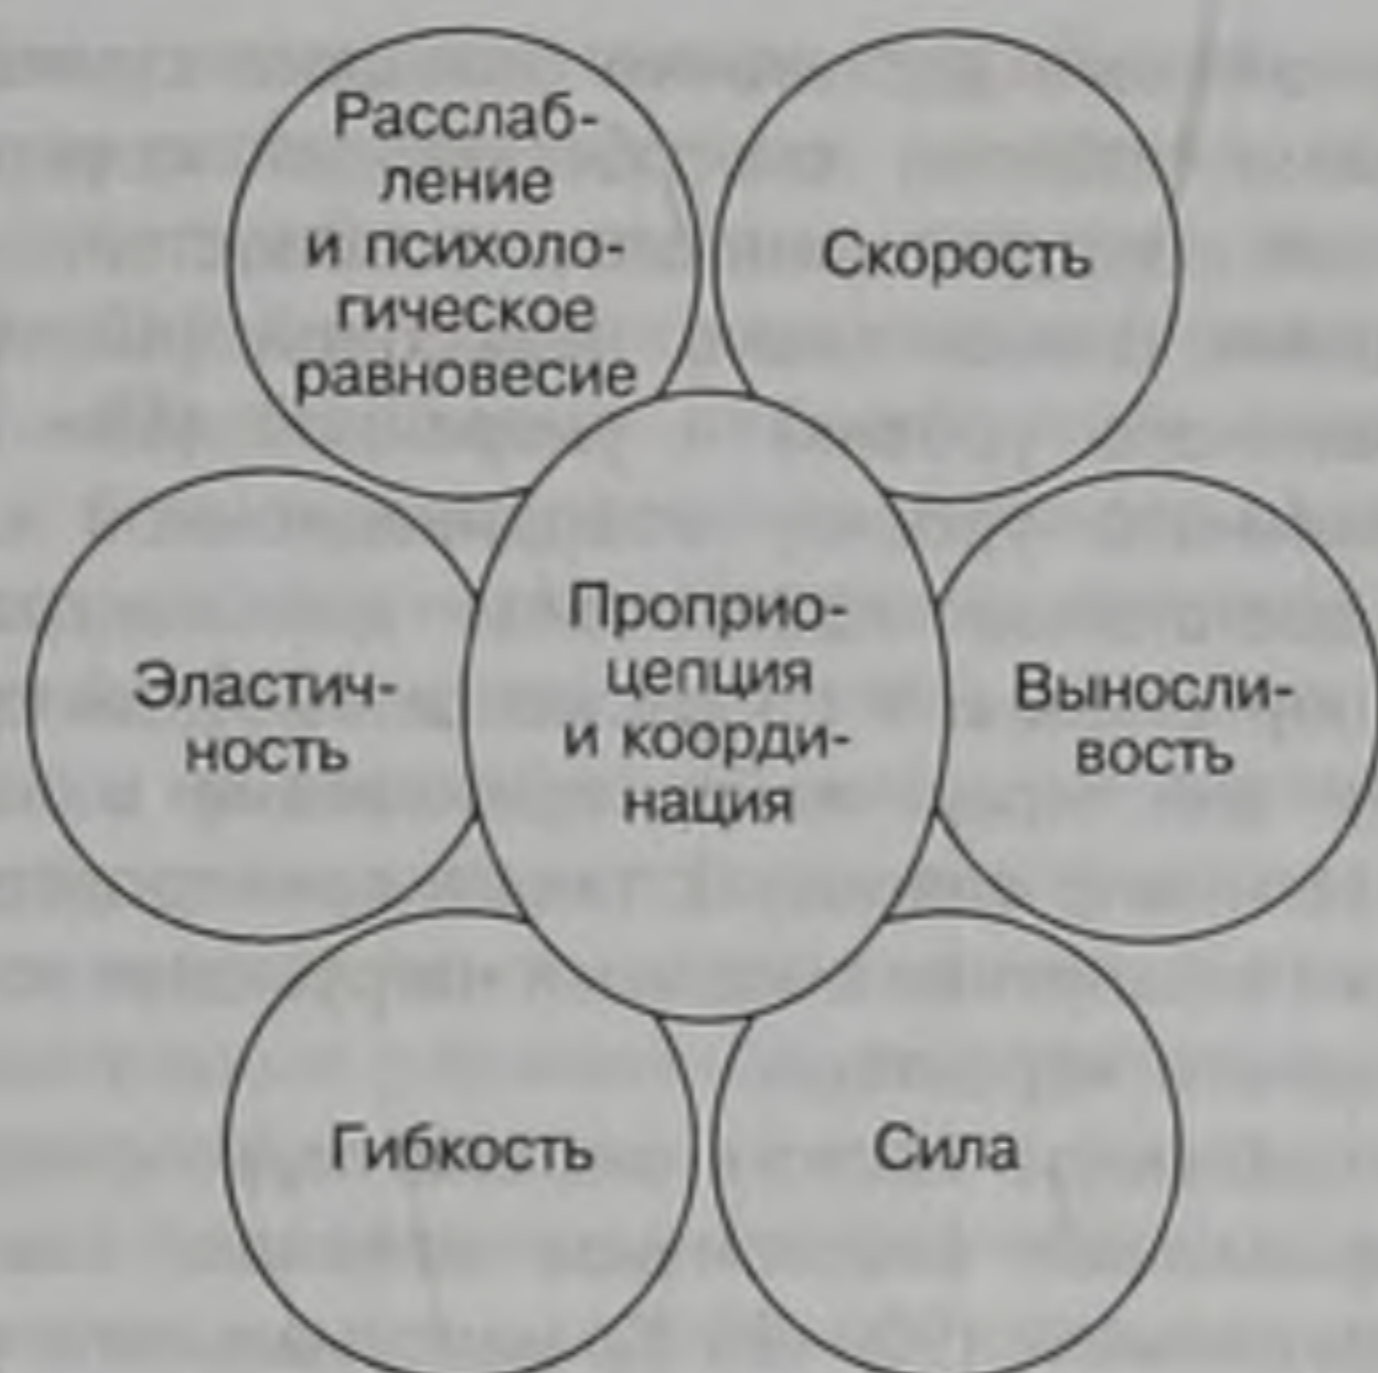 Расслаб-
ление
и психоло-
гическое
равновесие
Скорость
Эластич-
ность
Проприо-
цепция
и коорди-
нация
Выносли-
вость
Гибкость
Сила